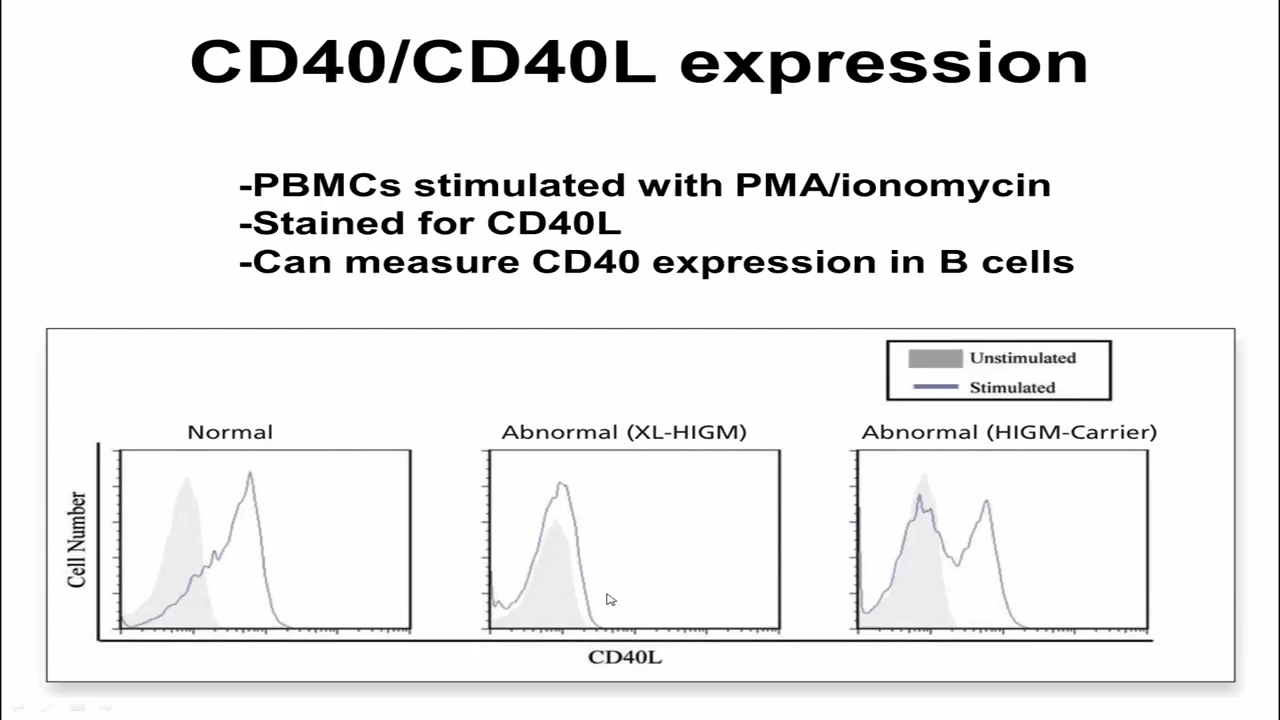 CD40/CD40L expression
-PBMCs stimulated with PMA/ionomycin
-Stained for CD40L
-Can measure CD40 expression in B cells
Unstimulated
Stimulated
Normal
Abnormal (XL-HIGM)
Abnormal (HIGM-Carrier)
Cell Number
CD40L